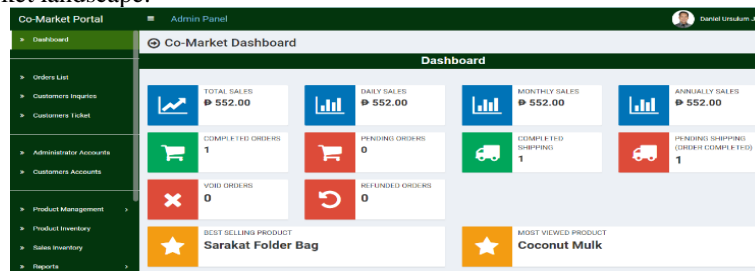 ket landscape.
Co-Market Portal
Admin Panel
Daniel Ursulum J
» Dashboard
Co-Market Dashboard
Dashboard
» Orders List
» Customers Inquries
» Customers Ticket
» Administrator Accounts
» Customers Accounts
» Product Management >
» Product Inventory
» Sales Inventory
» Reports >
TOTAL SALES
₱ 552.00
DAILY SALES
₱ 552.00
MONTHLY SALES
₱ 552.00
ANNUALLY SALES
₱ 552.00
COMPLETED ORDERS
1
PENDING ORDERS
0
COMPLETED
SHIPPING
1
PENDING SHIPPING
(ORDER COMPLETED)
1
VOID ORDERS
0
REFUNDED ORDERS
0
BEST SELLING PRODUCT
Sarakat Folder Bag
MOST VIEWED PRODUCT
Coconut Mulk